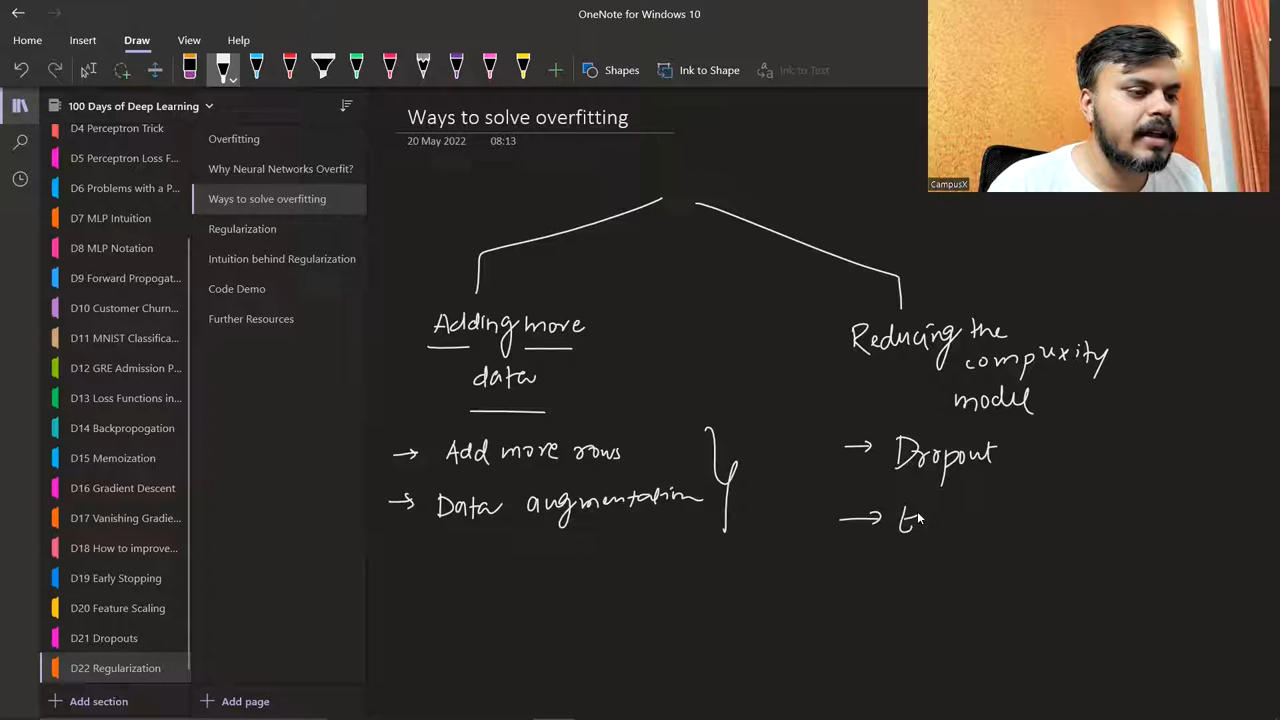 OneNote for Windows 10
Home Insert Draw View Help
Shapes Ink to Shape Ink to Text
100 Days of Deep Learning
D4 Perceptron Trick
D5 Perceptron Loss F...
D6 Problems with a P...
D7 MLP Intuition
D8 MLP Notation
D9 Forward Propogat...
D10 Customer Churn...
D11 MNIST Classifica...
D12 GRE Admission P...
D13 Loss Functions in...
D14 Backpropogation
D15 Memoization
D16 Gradient Descent
D17 Vanishing Gradie...
D18 How to improve...
D19 Early Stopping
D20 Feature Scaling
D21 Dropouts
D22 Regularization
Add section
Overfitting
Why Neural Networks Overfit?
Ways to solve overfitting
Regularization
Intuition behind Regularization
Code Demo
Further Resources
Add page
Ways to solve overfitting
20 May 2022 08:13
Adding more
data
→ Add more rows
→ Data augmentation
Reducing the
complexity
model
→ Dropout
→
CampusX